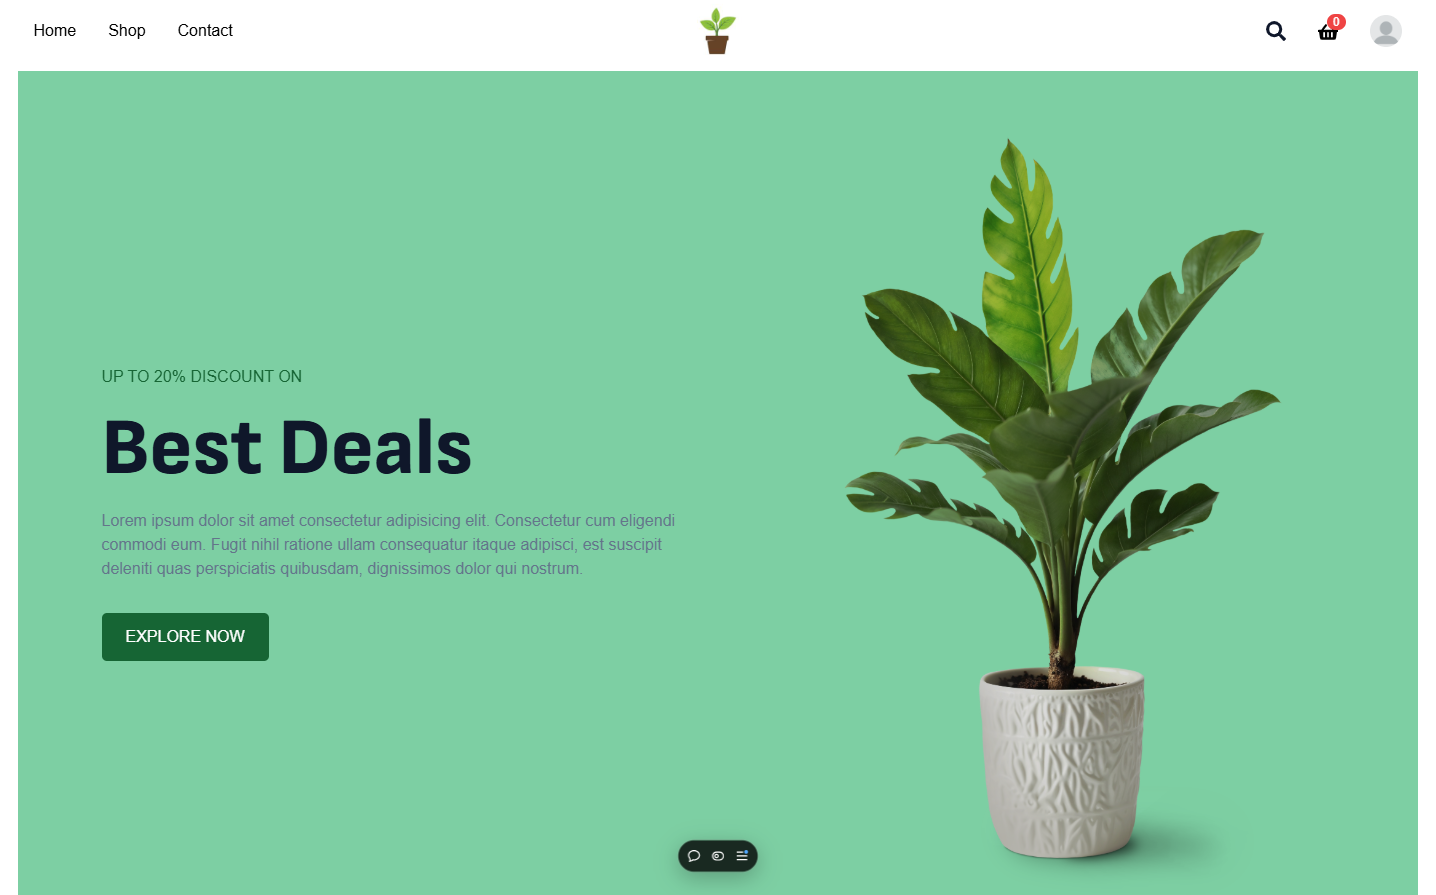 Home Shop Contact
0
UP TO 20% DISCOUNT ON
Best Deals
Lorem ipsum dolor sit amet consectetur adipisicing elit. Consectetur cum eligendi
commodi eum. Fugit nihil ratione ullam consequatur itaque adipisci, est suscipit
deleniti quas perspiciatis quibusdam, dignissimos dolor qui nostrum.
EXPLORE NOW